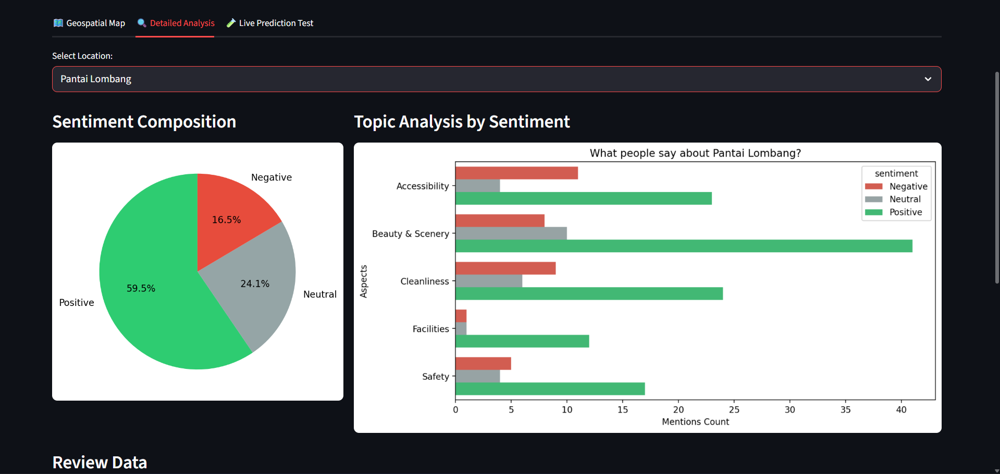 Geospatial Map
Detailed Analysis
Live Prediction Test
Select Location:
Pantai Lombang
Sentiment Composition
Negative
16.5%
24.1%
59.5%
Neutral
Positive
Topic Analysis by Sentiment
What people say about Pantai Lombang?
sentiment
Negative
Neutral
Positive
Aspects
Accessibility
Beauty & Scenery
Cleanliness
Facilities
Safety
0 5 10 15 20 25 30 35 40
Mentions Count
Review Data